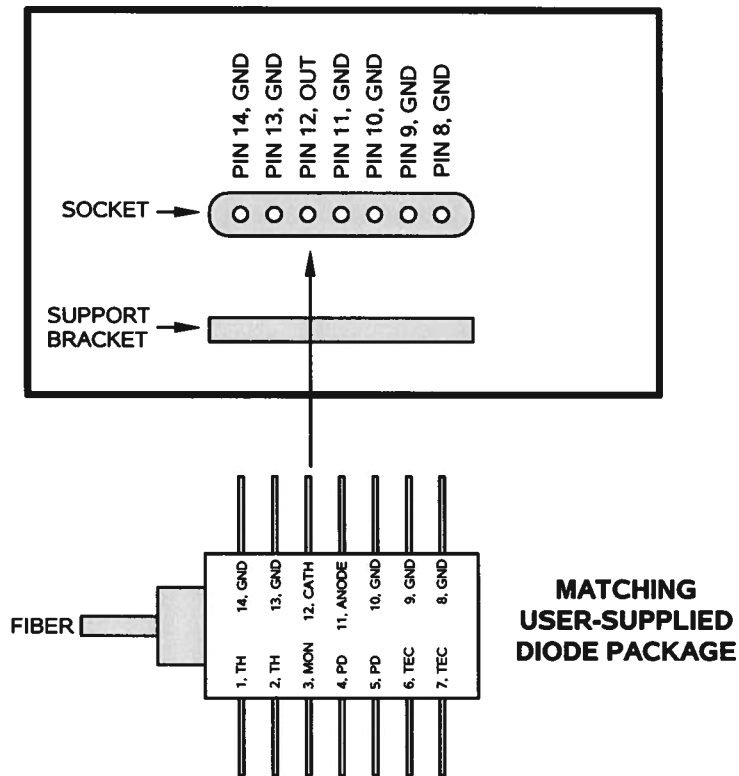 PIN 14, GND
PIN 13, GND
PIN 12, OUT
PIN 11, GND
PIN 10, GND
PIN 9, GND
PIN 8, GND
SOCKET
SUPPORT
BRACKET
14, GND
13, GND
12, CATH
11, ANODE
10, GND
9, GND
8, GND
FIBER
1, TH
2, TH
3, MON
4, PD
5, PD
6, TEC
7, TEC
MATCHING
USER-SUPPLIED
DIODE PACKAGE